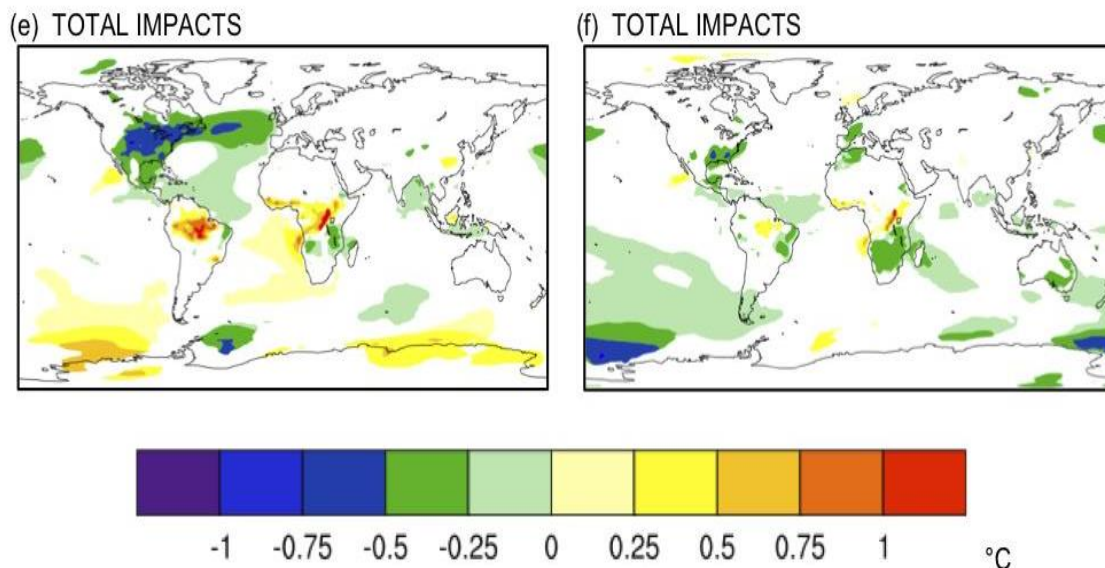 (e) TOTAL IMPACTS
(f) TOTAL IMPACTS
-1 -0.75 -0.5 -0.25 0 0.25 0.5 0.75 1 °C